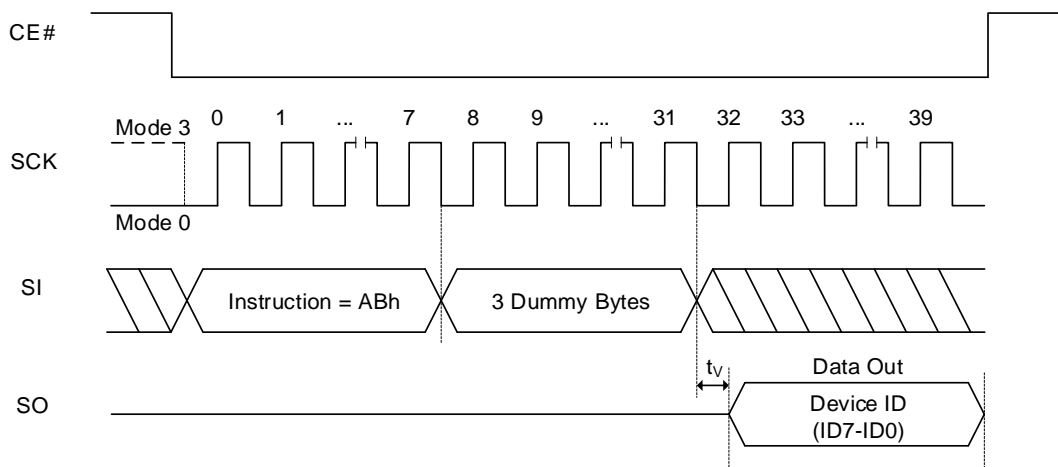 CE#
0 1 ... 7 8 9 ... 31 32 33 ... 39
Mode 3
SCK
Mode 0
SI
Instruction = ABh
3 Dummy Bytes
tV
Data Out
SO
Device ID
(ID7-ID0)